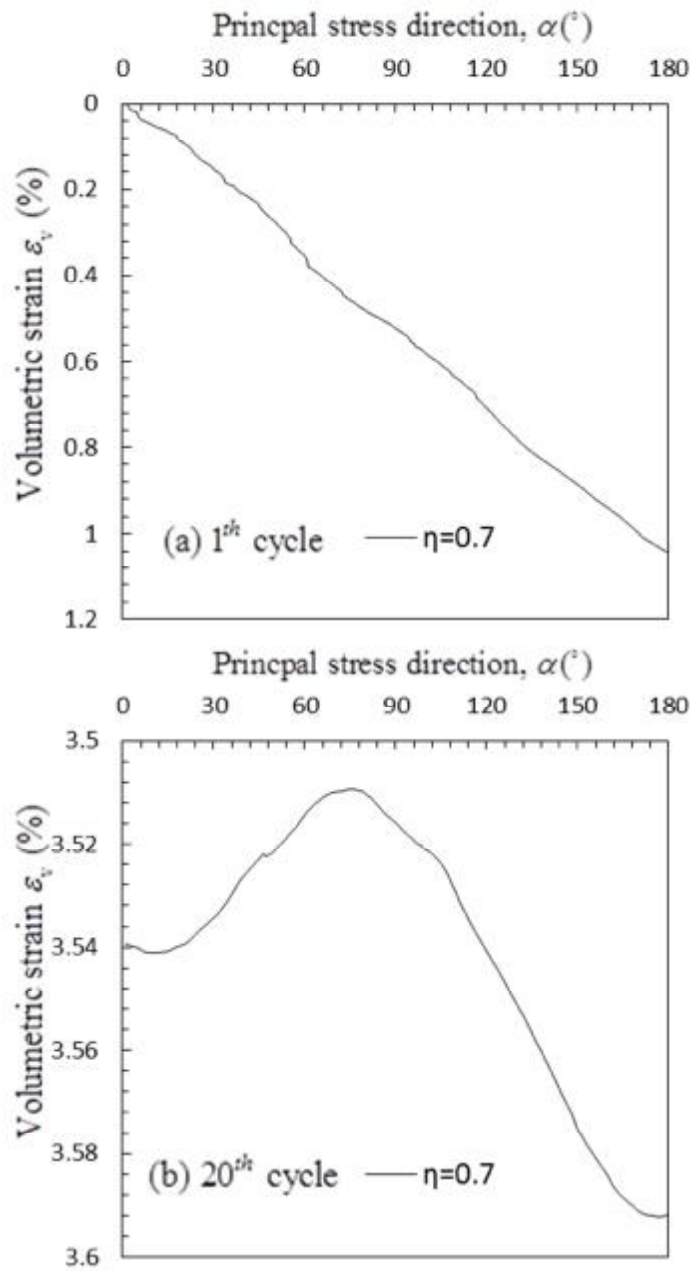 Princpal stress direction, α(°)
0 30 60 90 120 150 180
Volumetric strain εv (%)
0
0.2
0.4
0.6
0.8
1
1.2
(a) 1th cycle — η=0.7
Princpal stress direction, α(°)
0 30 60 90 120 150 180
Volumetric strain εv (%)
3.5
3.52
3.54
3.56
3.58
3.6
(b) 20th cycle — η=0.7